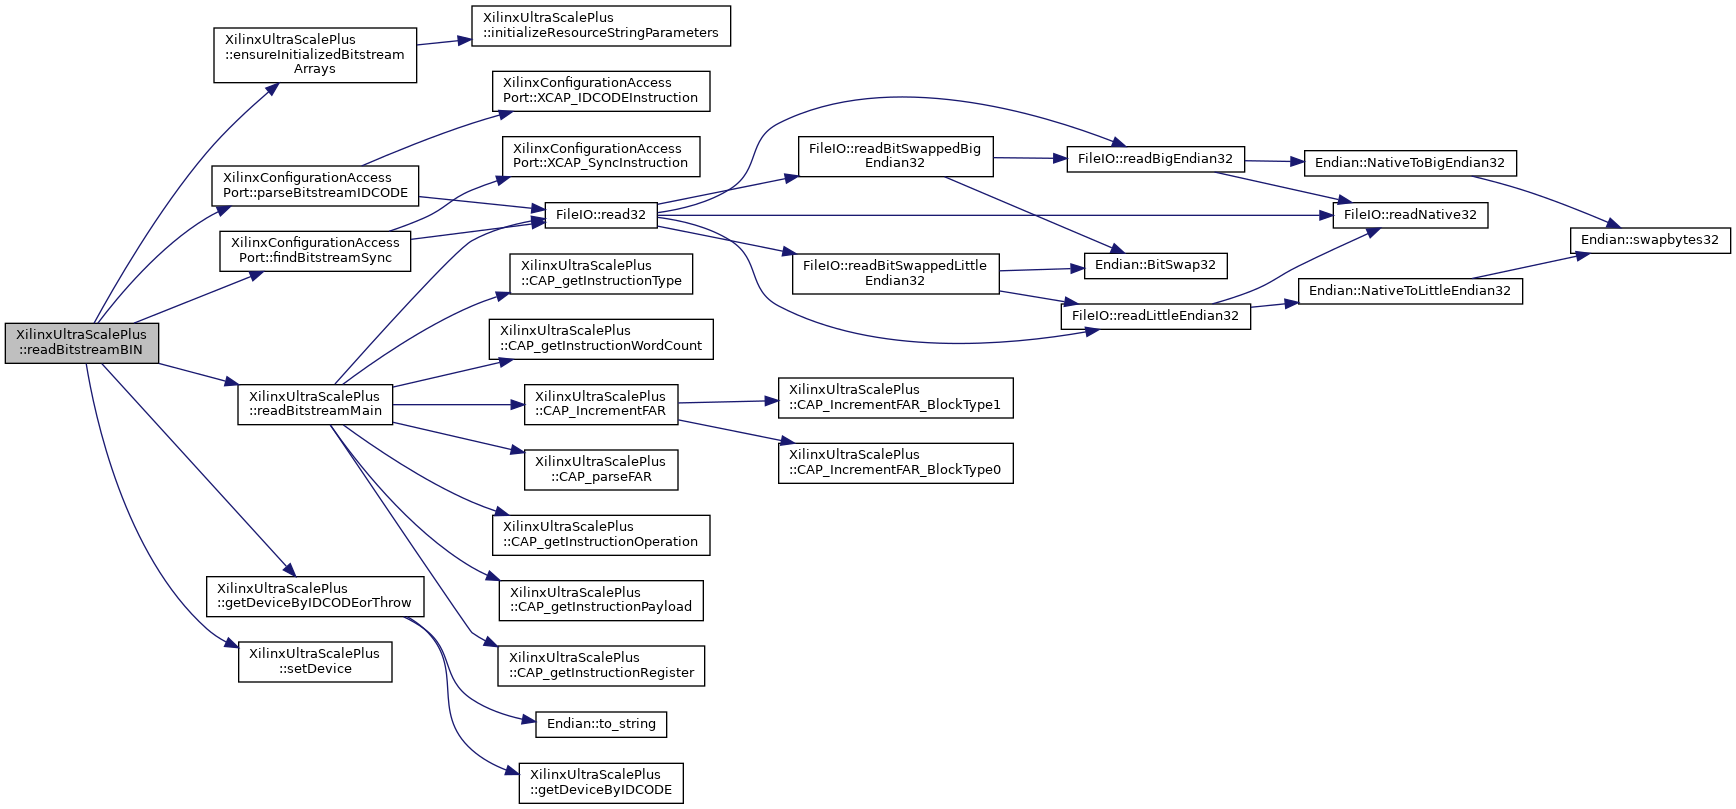 XilinxUltraScalePlus
::readBitstreamBIN
XilinxUltraScalePlus
::ensureInitializedBitstream
Arrays
XilinxUltraScalePlus
::initializeResourceStringParameters
XilinxConfigurationAccess
Port::parseBitstreamIDCODE
XilinxConfigurationAccess
Port::XCAP_IDCODEInstruction
XilinxConfigurationAccess
Port::findBitstreamSync
XilinxConfigurationAccess
Port::XCAP_SyncInstruction
FileIO::read32
FileIO::readBitSwappedBig
Endian32
FileIO::readBigEndian32
Endian::NativeToBigEndian32
FileIO::readNative32
Endian::swapbytes32
FileIO::readBitSwappedLittle
Endian32
Endian::BitSwap32
FileIO::readLittleEndian32
Endian::NativeToLittleEndian32
XilinxUltraScalePlus
::readBitstreamMain
XilinxUltraScalePlus
::CAP_getInstructionType
XilinxUltraScalePlus
::CAP_getInstructionWordCount
XilinxUltraScalePlus
::CAP_IncrementFAR
XilinxUltraScalePlus
::CAP_IncrementFAR_BlockType1
XilinxUltraScalePlus
::CAP_IncrementFAR_BlockType0
XilinxUltraScalePlus
::CAP_parseFAR
XilinxUltraScalePlus
::CAP_getInstructionOperation
XilinxUltraScalePlus
::CAP_getInstructionPayload
XilinxUltraScalePlus
::CAP_getInstructionRegister
XilinxUltraScalePlus
::getDeviceByIDCODEorThrow
XilinxUltraScalePlus
::setDevice
Endian::to_string
XilinxUltraScalePlus
::getDeviceByIDCODE